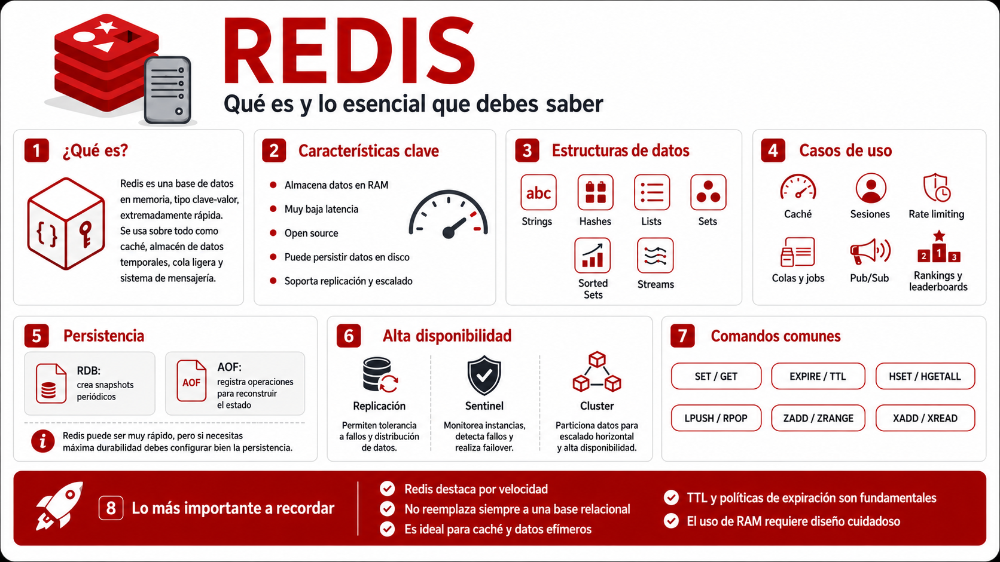 REDIS
Qué es y lo esencial que debes saber
1 ¿Qué es?
Redis es una base de datos
en memoria, tipo clave-valor,
extremadamente rápida.
Se usa sobre todo como
caché, almacén de datos
temporales, cola ligera y
sistema de mensajería.
2 Características clave
Almacena datos en RAM
Muy baja latencia
Open source
Puede persistir datos en disco
Soporta replicación y escalado
3 Estructuras de datos
abc
Strings
Hashes
Lists
Sets
Sorted
Sets
Streams
4 Casos de uso
Caché
Sesiones
Rate limiting
Colas y jobs
Pub/Sub
2 1 3
Rankings y
leaderboards
5 Persistencia
RDB:
crea snapshots
periódicos
AOF
AOF:
registra operaciones
para reconstruir
el estado
i
Redis puede ser muy rápido, pero si necesitas
máxima durabilidad debes configurar bien la persistencia.
6 Alta disponibilidad
Replicación
Permiten tolerancia
a fallos y distribución
de datos.
Sentinel
Monitorea instancias,
detecta fallos y
realiza failover.
Cluster
Particiona datos para
escalado horizontal
y alta disponibilidad.
7 Comandos comunes
SET / GET
EXPIRE / TTL
HSET / HGETALL
LPUSH / RPOP
ZADD / ZRANGE
XADD / XREAD
8 Lo más importante a recordar
Redis destaca por velocidad
No reemplaza siempre a una base relacional
Es ideal para caché y datos efímeros
TTL y políticas de expiración son fundamentales
El uso de RAM requiere diseño cuidadoso